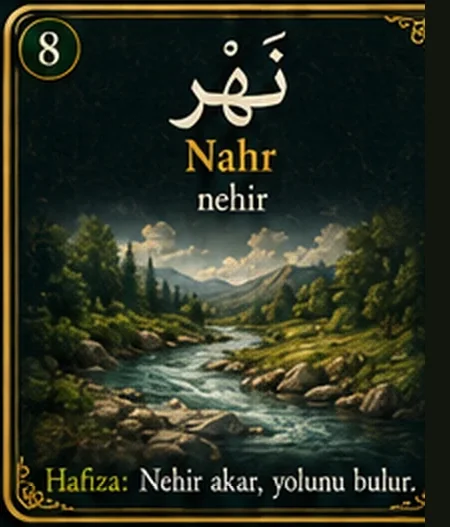 8
نَهْر
Nahr
nehir
Hafıza: Nehir akar, yolunu bulur.